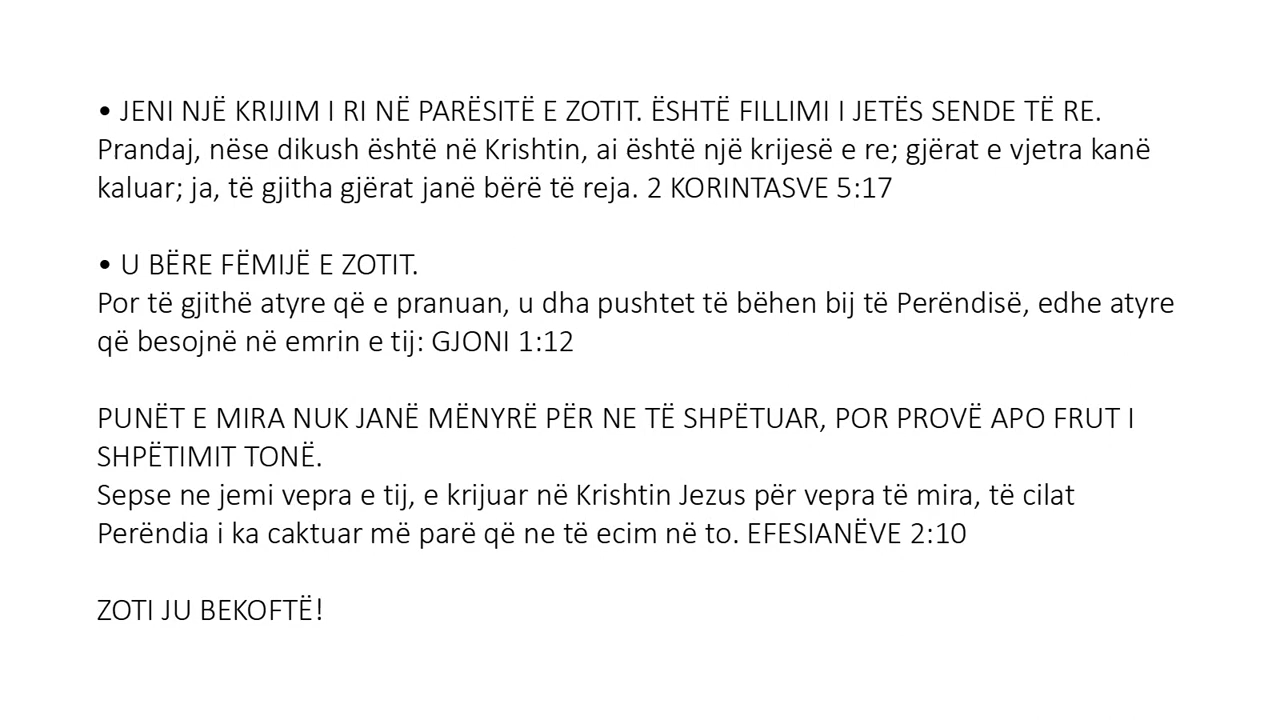 • JENI NJË KRIJIM I RI NË PARËSITË E ZOTIT. ËSHTË FILLIMI I JETËS SENDE TË RE.
Prandaj, nëse dikush është në Krishtin, ai është një krijesë e re; gjërat e vjetra kanë
kaluar; ja, të gjitha gjërat janë bërë të reja. 2 KORINTASVE 5:17
• U BËRE FËMIJË E ZOTIT.
Por të gjithë atyre që e pranuan, u dha pushtet të bëhen bij të Perëndisë, edhe atyre
që besojnë në emrin e tij: GJONI 1:12
PUNËT E MIRA NUK JANË MËNYRË PËR NE TË SHPËTUAR, POR PROVË APO FRUT I
SHPËTIMIT TONË.
Sepse ne jemi vepra e tij, e krijuar në Krishtin Jezus për vepra të mira, të cilat
Perëndia i ka caktuar më parë që ne të ecim në to. EFESIANËVE 2:10
ZOTI JU BEKOFTË!